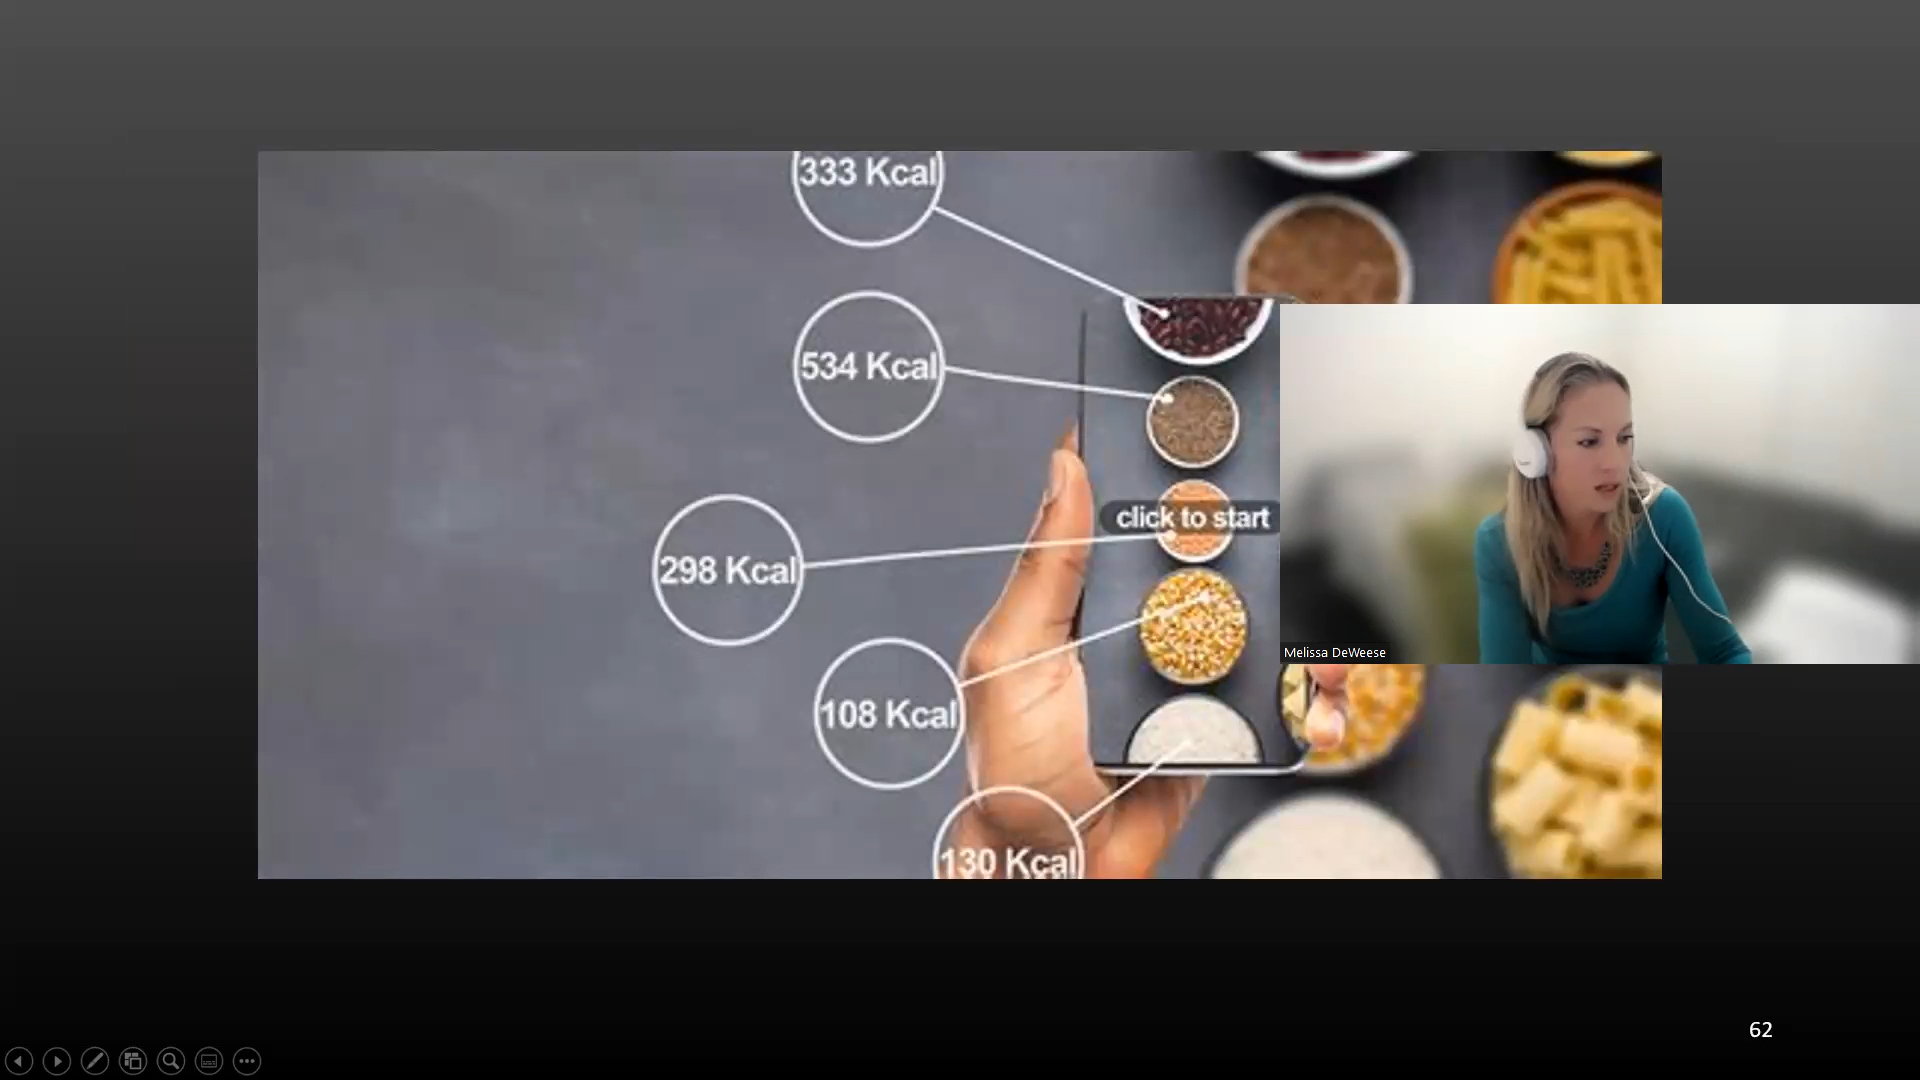 333 Kcal
534 Kcal
click to start
298 Kcal
Melissa DeWeese
108 Kcal
130 Kcal
62